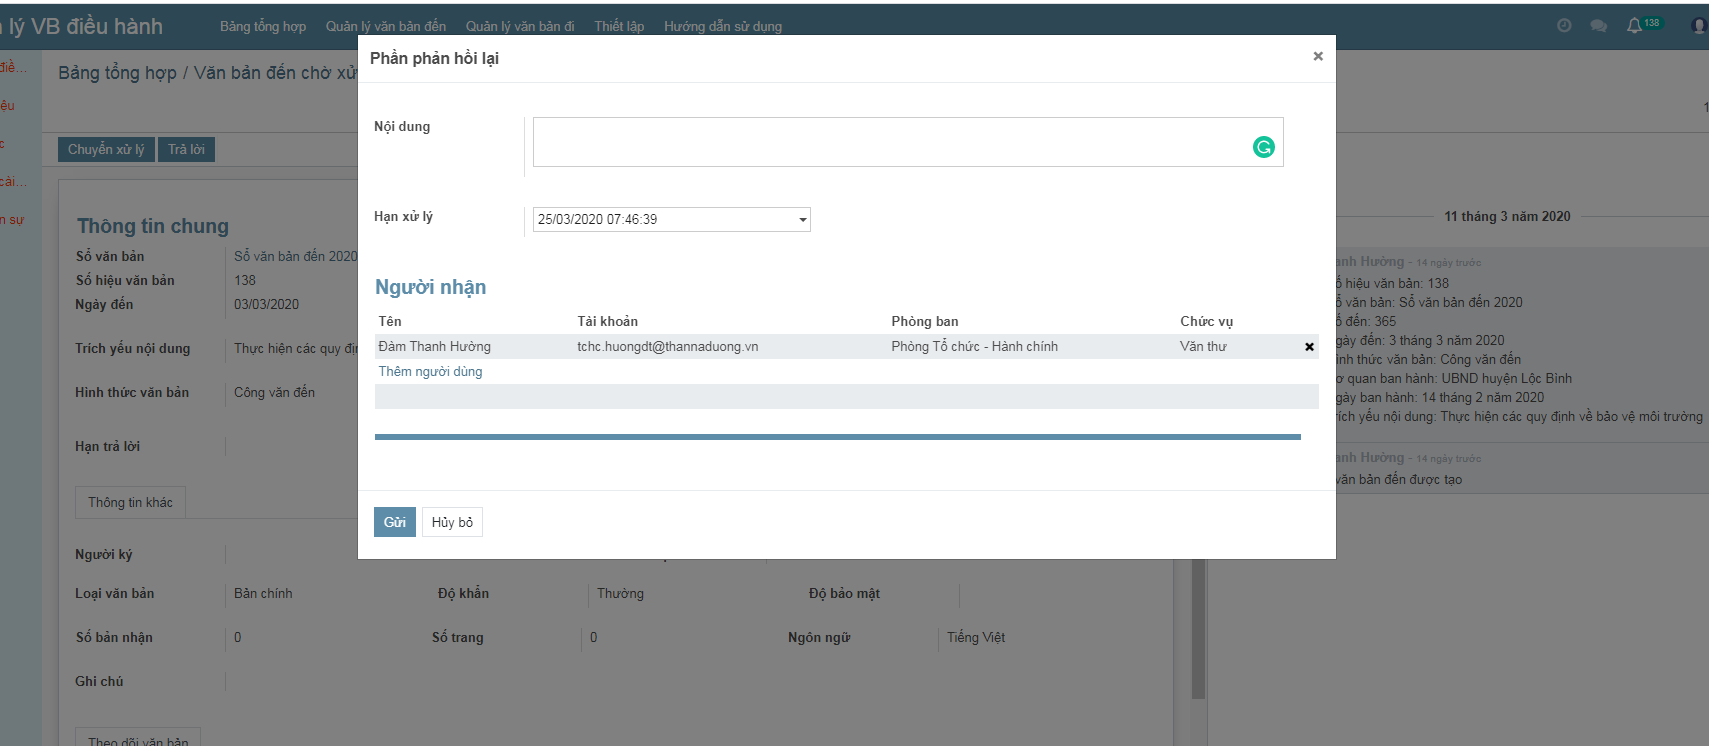 lý VB điều hành
Bảng tổng hợp Quản lý văn bản đến Quản lý văn bản đi Thiết lập Hướng dẫn sử dụng
138
Bảng tổng hợp / Văn bản đến chờ xử
Chuyển xử lý Trả lời
Phần phản hồi lại
×
Nội dung
Hạn xử lý 25/03/2020 07:46:39
Người nhận
Tên Tài khoản Phòng ban Chức vụ
Đàm Thanh Hường tchc.huongdt@thannaduong.vn Phòng Tổ chức - Hành chính Văn thư
Thêm người dùng
Gửi Hủy bỏ
Thông tin chung
Sổ văn bản Sổ văn bản đến 2020
Số hiệu văn bản 138
Ngày đến 03/03/2020
Trích yếu nội dung Thực hiện các quy
Hình thức văn bản Công văn đến
Hạn trả lời
Thông tin khác
Người ký
Loại văn bản Bản chính Độ khẩn Thường Độ bảo mật
Số bản nhận 0 Số trang 0 Ngôn ngữ Tiếng Việt
Ghi chú
Theo dõi văn bản
11 tháng 3 năm 2020
anh Hường - 14 ngày trước
hiệu văn bản: 138
văn bản: Sổ văn bản đến 2020
đến: 365
gày đến: 3 tháng 3 năm 2020
ình thức văn bản: Công văn đến
quan ban hành: UBND huyện Lộc Bình
gày ban hành: 14 tháng 2 năm 2020
rích yếu nội dung: Thực hiện các quy định về bảo vệ môi trường
anh Hường - 14 ngày trước
văn bản đến được tạo